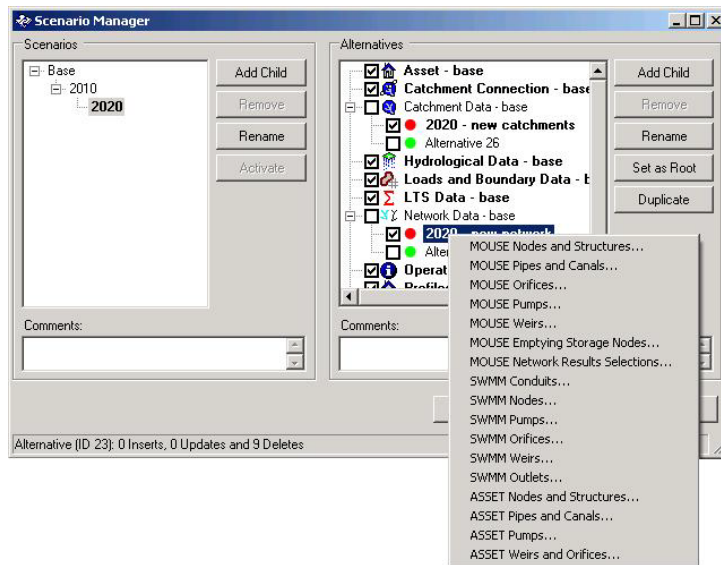 Scenario Manager
Scenarios
Base
2010
2020
Add Child
Remove
Rename
Activate
Comments:
Alternatives
Asset - base
Catchment Connection - base
Catchment Data - base
2020 - new catchments
Alternative 26
Hydrological Data - base
Loads and Boundary Data - b
LTS Data - base
Network Data - base
2020 - new network
Alter
Operat
Add Child
Remove
Rename
Set as Root
Duplicate
Comments:
MOUSE Nodes and Structures...
MOUSE Pipes and Canals...
MOUSE Orifices...
MOUSE Pumps...
MOUSE Weirs...
MOUSE Emptying Storage Nodes...
MOUSE Network Results Selections...
SWMM Conduits...
SWMM Nodes...
SWMM Pumps...
SWMM Orifices...
SWMM Weirs...
SWMM Outlets...
ASSET Nodes and Structures...
ASSET Pipes and Canals...
ASSET Pumps...
ASSET Weirs and Orifices...
Alternative (ID 23): 0 Inserts, 0 Updates and 9 Deletes